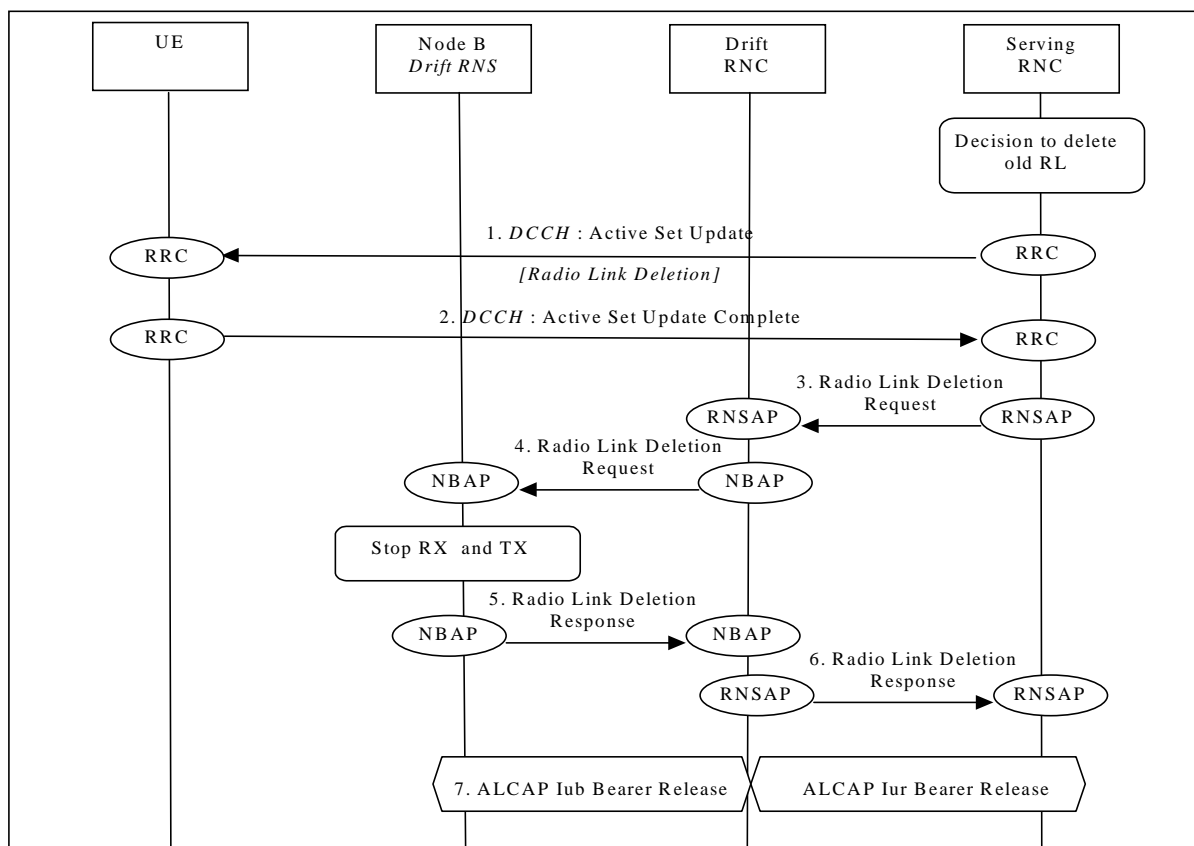 UE
Node B
Drift RNS
Drift
RNC
Serving
RNC
Decision to delete
old RL
1. DCCH : Active Set Update
RRC
RRC
[Radio Link Deletion]
2. DCCH : Active Set Update Complete
RRC
RRC
3. Radio Link Deletion
Request
RNSAP
RNSAP
4. Radio Link Deletion
Request
NBAP
NBAP
Stop RX and TX
5. Radio Link Deletion
Response
NBAP
NBAP
6. Radio Link Deletion
Response
RNSAP
RNSAP
7. ALCAP Iub Bearer Release
ALCAP Iur Bearer Release